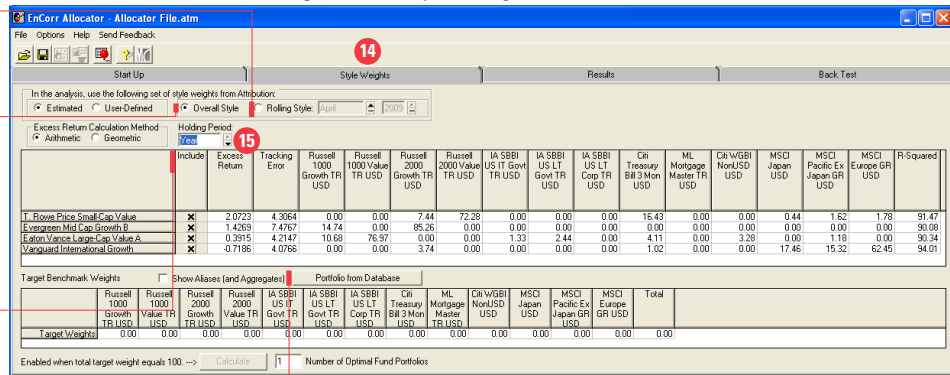 EnCorr Allocator - Allocator File.atm
File Options Help Send Feedback
14
Start Up Style Weights Results Back Test
In the analysis, use the following set of style weights from Attribution:
Estimated User-Defined Overall Style Rolling Style: April 2009
Excess Return Calculation Method Holding Period:
Arithmetic Geometric Year 15
Include Excess Return Tracking Error Russell 1000 Growth TR USD Russell 1000 Value TR USD Russell 2000 Growth TR USD Russell 2000 Value TR USD IA SBBI US IT Govt TR USD IA SBBI US LT Govt TR USD IA SBBI US LT Corp TR USD Citi Treasury Bill 3 Mon USD ML Mortgage Master TR USD Citi WGBI NonUSD USD MSCI Japan USD MSCI Pacific Ex Japan GR USD MSCI Europe GR USD R-Squared
T. Rowe Price Small-Cap Value X 2.0723 4.3064 0.00 0.00 7.44 72.28 0.00 0.00 0.00 16.43 0.00 0.00 0.44 1.62 1.78 91.47
Evergreen Mid Cap Growth B X 1.4269 7.4767 14.74 0.00 85.26 0.00 0.00 0.00 0.00 0.00 0.00 0.00 0.00 0.00 0.00 90.08
Eaton Vance Large-Cap Value A X 0.3915 4.2147 10.68 76.97 0.00 0.00 1.33 2.44 0.00 4.11 0.00 3.28 0.00 1.18 0.00 90.34
Vanguard International Growth X -0.7186 4.0766 0.00 0.00 3.74 0.00 0.00 0.00 0.00 1.02 0.00 0.00 17.46 15.32 62.45 94.01
Target Benchmark Weights Show Aliases (and Aggregates) Portfolio from Database
Russell 1000 Growth TR USD Russell 1000 Value TR USD Russell 2000 Growth TR USD Russell 2000 Value TR USD IA SBBI US IT Govt TR USD IA SBBI US LT Govt TR USD IA SBBI US LT Corp TR USD Citi Treasury Bill 3 Mon USD ML Mortgage Master TR USD Citi WGBI NonUSD USD MSCI Japan USD MSCI Pacific Ex Japan GR USD MSCI Europe GR USD Total
Target Weights 0.00 0.00 0.00 0.00 0.00 0.00 0.00 0.00 0.00 0.00 0.00 0.00 0.00 0.00
Enabled when total target weight equals 100. ---> Calculate 1 Number of Optimal Fund Portfolios